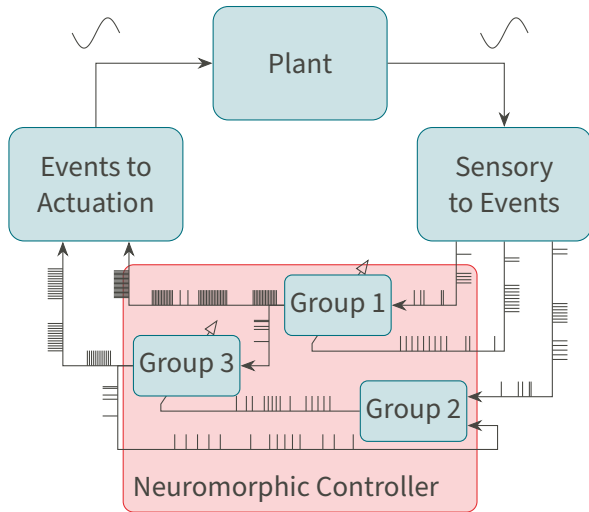 Plant
Events to
Actuation
Sensory
to Events
Group 1
Group 3
Group 2
Neuromorphic Controller